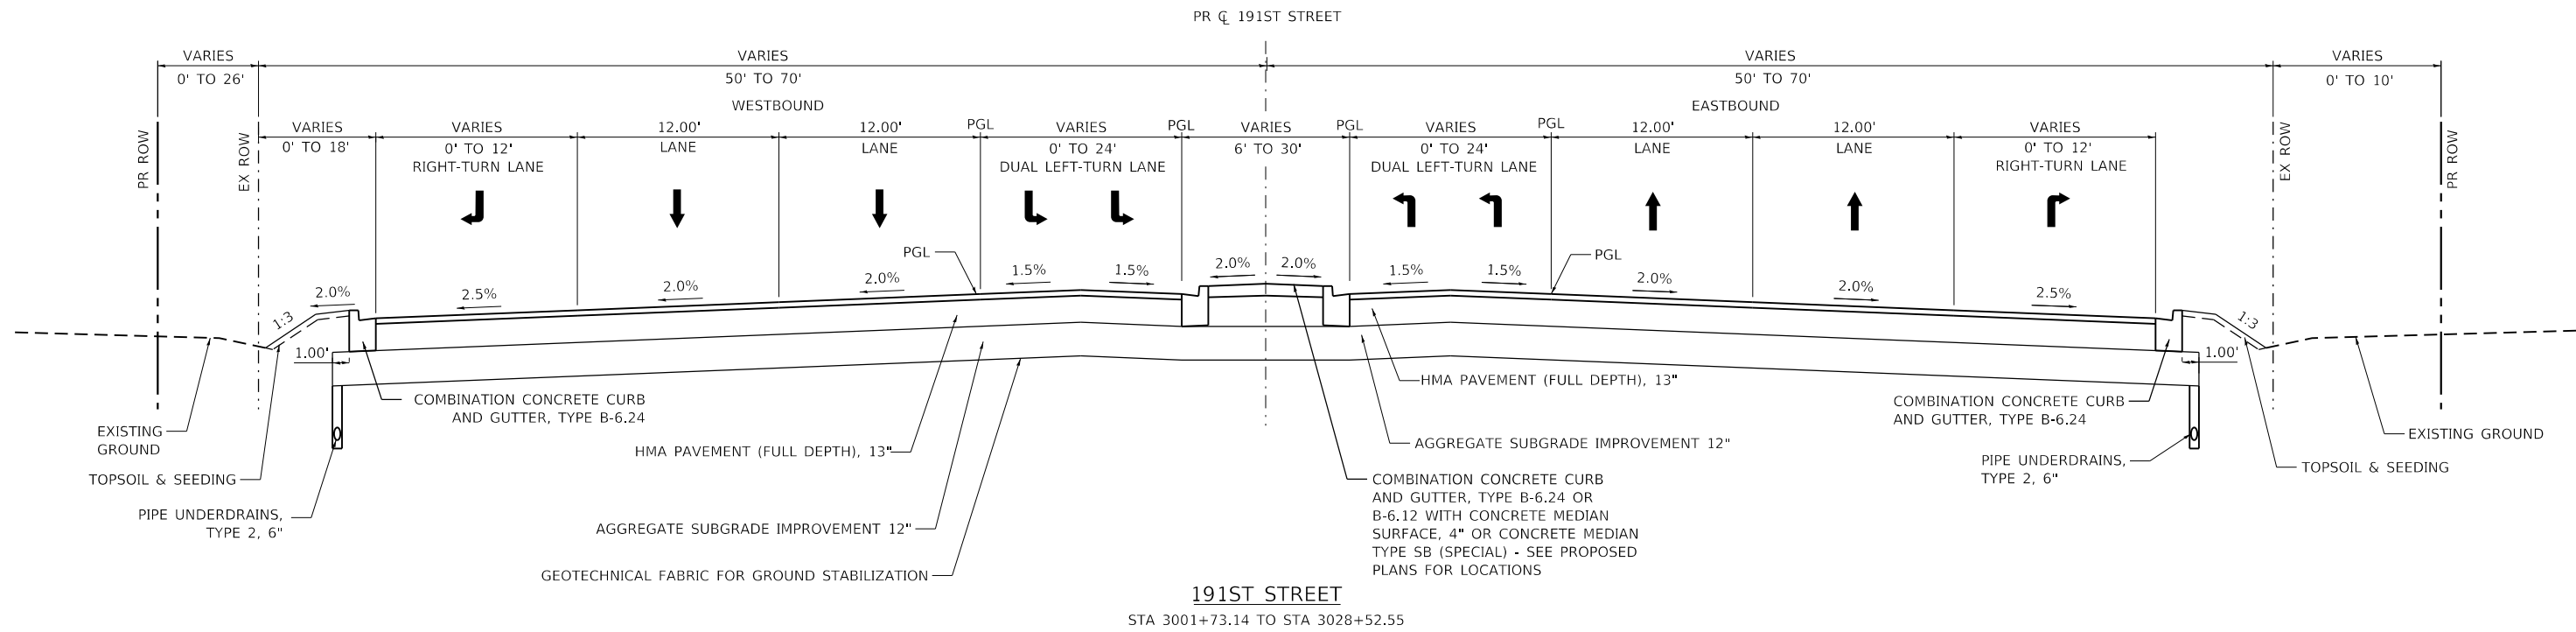 PR ℄ 191ST STREET
VARIES
0' TO 26'
VARIES
50' TO 70'
VARIES
50' TO 70'
VARIES
0' TO 10'
WESTBOUND
EASTBOUND
PR ROW
EX ROW
VARIES
0' TO 18'
VARIES
0' TO 12'
RIGHT-TURN LANE
12.00'
LANE
12.00'
LANE
PGL
VARIES
0' TO 24'
DUAL LEFT-TURN LANE
PGL
VARIES
6' TO 30'
PGL
VARIES
0' TO 24'
DUAL LEFT-TURN LANE
PGL
12.00'
LANE
12.00'
LANE
VARIES
0' TO 12'
RIGHT-TURN LANE
EX ROW
PR ROW
PGL
PGL
1:3
2.0%
2.5%
2.0%
2.0%
1.5%
1.5%
2.0%
2.0%
1.5%
1.5%
2.0%
2.0%
2.5%
1:3
1.00'
1.00'
EXISTING
GROUND
TOPSOIL & SEEDING
PIPE UNDERDRAINS,
TYPE 2, 6"
COMBINATION CONCRETE CURB
AND GUTTER, TYPE B-6.24
HMA PAVEMENT (FULL DEPTH), 13"
AGGREGATE SUBGRADE IMPROVEMENT 12"
GEOTECHNICAL FABRIC FOR GROUND STABILIZATION
HMA PAVEMENT (FULL DEPTH), 13"
AGGREGATE SUBGRADE IMPROVEMENT 12"
COMBINATION CONCRETE CURB
AND GUTTER, TYPE B-6.24 OR
B-6.12 WITH CONCRETE MEDIAN
SURFACE, 4" OR CONCRETE MEDIAN
TYPE SB (SPECIAL) - SEE PROPOSED
PLANS FOR LOCATIONS
COMBINATION CONCRETE CURB
AND GUTTER, TYPE B-6.24
PIPE UNDERDRAINS,
TYPE 2, 6"
EXISTING GROUND
TOPSOIL & SEEDING
191ST STREET
STA 3001+73.14 TO STA 3028+52.55